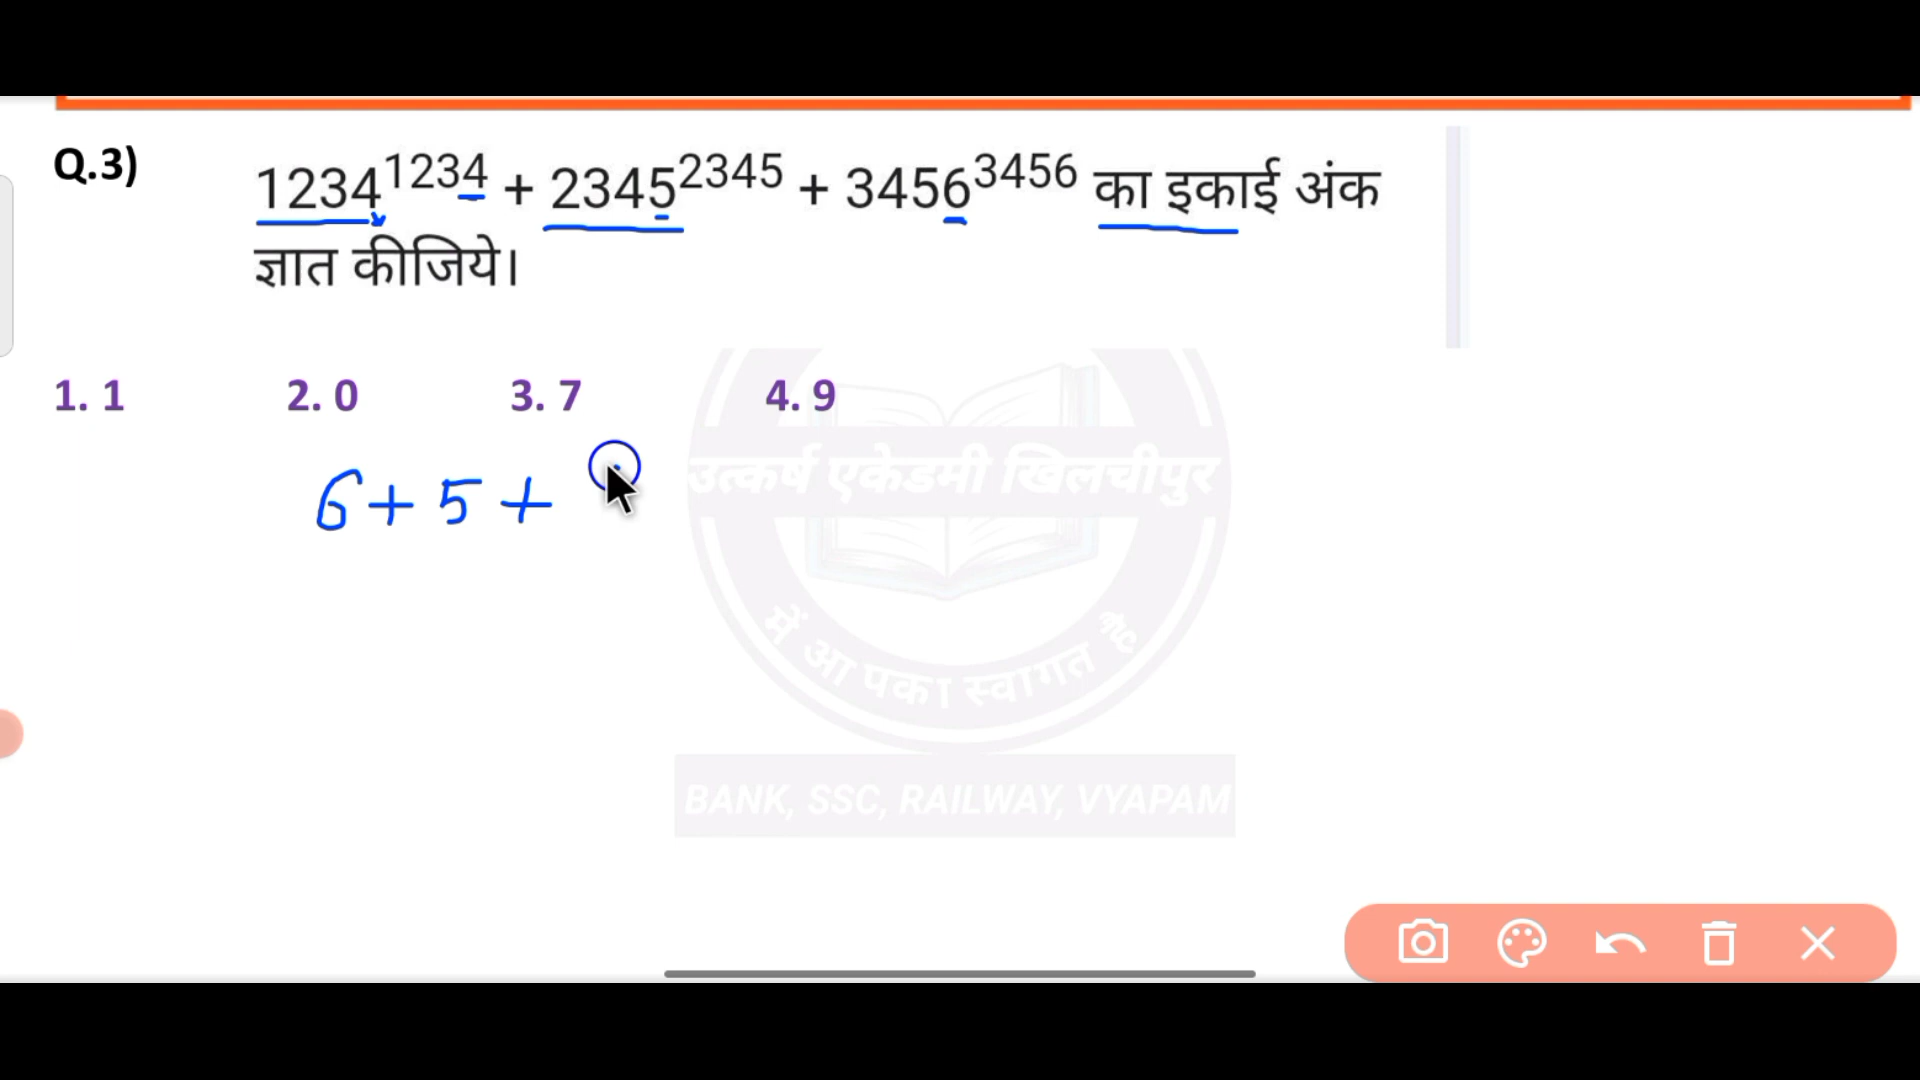 Q.3) 1234^1234 + 2345^2345 + 3456^3456 का इकाई अंक
ज्ञात कीजिये।
1. 1 2. 0 3. 7 4. 9
6 + 5 +
उत्कर्ष एकेडमी खिलचीपुर
में आपका स्वागत है
BANK, SSC, RAILWAY, VYAPAM